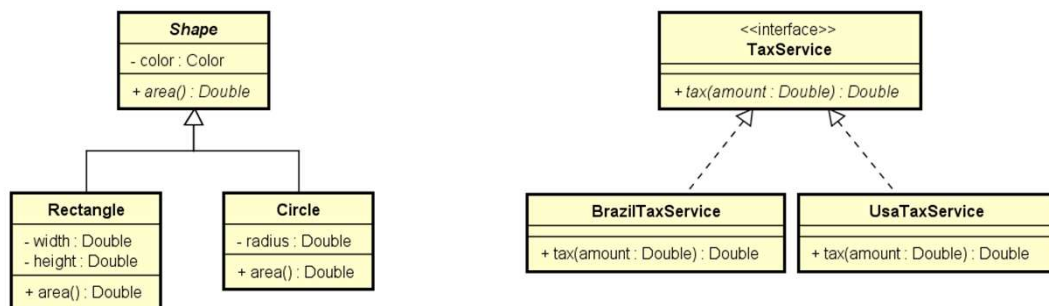 Shape
- color : Color
+ area() : Double
Rectangle
- width : Double
- height : Double
+ area() : Double
Circle
- radius : Double
+ area() : Double
<<interface>>
TaxService
+ tax(amount : Double) : Double
BrazilTaxService
+ tax(amount : Double) : Double
UsaTaxService
+ tax(amount : Double) : Double